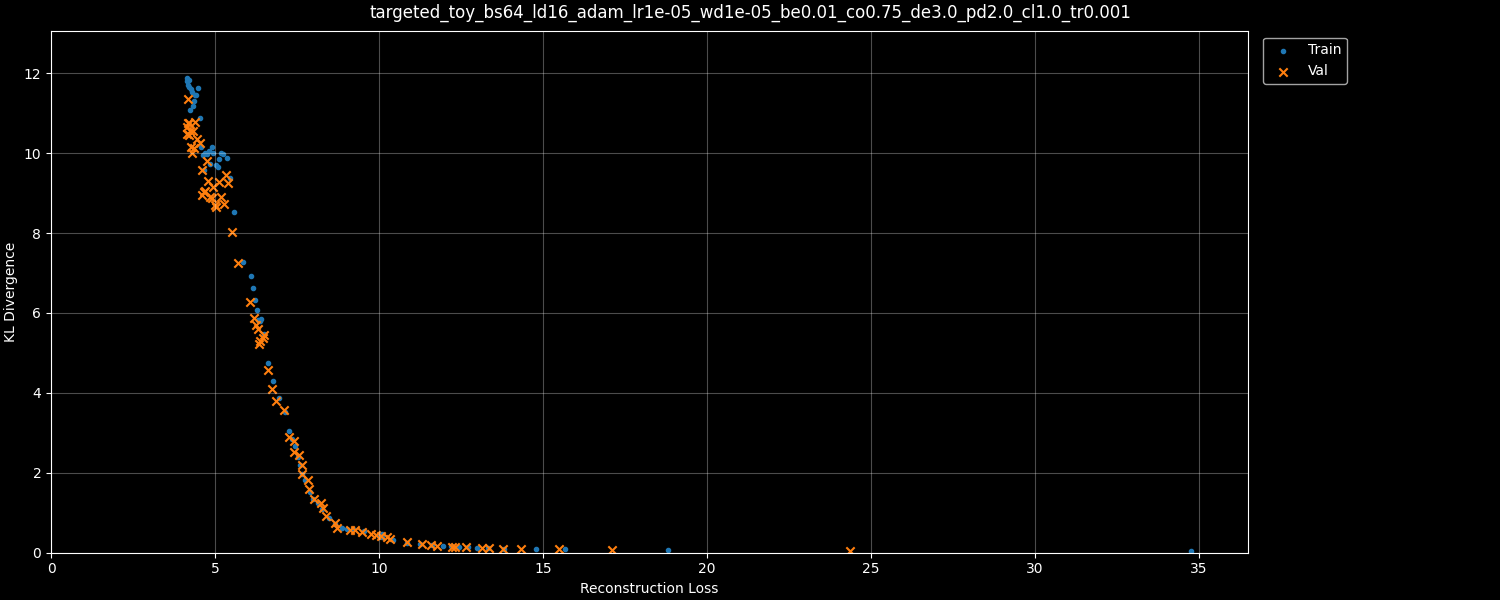 targeted_toy_bs64_ld16_adam_lr1e-05_wd1e-05_be0.01_co0.75_de3.0_pd2.0_cl1.0_tr0.001
Train
Val
KL Divergence
12
10
8
6
4
2
0
0 5 10 15 20 25 30 35
Reconstruction Loss